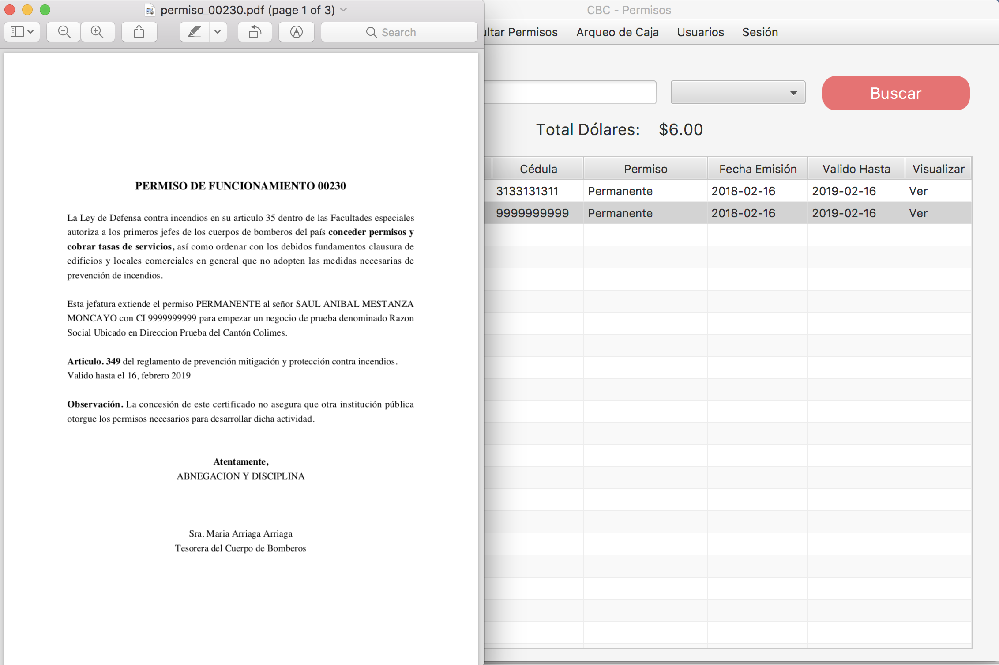 permiso_00230.pdf (page 1 of 3)
Search
PERMISO DE FUNCIONAMIENTO 00230
La Ley de Defensa contra incendios en su articulo 35 dentro de las Facultades especiales
autoriza a los primeros jefes de los cuerpos de bomberos del país conceder permisos y
cobrar tasas de servicios, así como ordenar con los debidos fundamentos clausura de
edificios y locales comerciales en general que no adopten las medidas necesarias de
prevención de incendios.
Esta jefatura extiende el permiso PERMANENTE al señor SAUL ANIBAL MESTANZA
MONCAYO con CI 9999999999 para empezar un negocio de prueba denominado Razon
Social Ubicado en Direccion Prueba del Cantón Colimes.
Articulo. 349 del reglamento de prevención mitigación y protección contra incendios.
Valido hasta el 16, febrero 2019
Observación. La concesión de este certificado no asegura que otra institución pública
otorgue los permisos necesarios para desarrollar dicha actividad.
Atentamente,
ABNEGACION Y DISCIPLINA
Sra. Maria Arriaga Arriaga
Tesorera del Cuerpo de Bomberos
CBC - Permisos
ltar Permisos Arqueo de Caja Usuarios Sesión
Buscar
Total Dólares: $6.00
Cédula Permiso Fecha Emisión Valido Hasta Visualizar
3133131311 Permanente 2018-02-16 2019-02-16 Ver
9999999999 Permanente 2018-02-16 2019-02-16 Ver